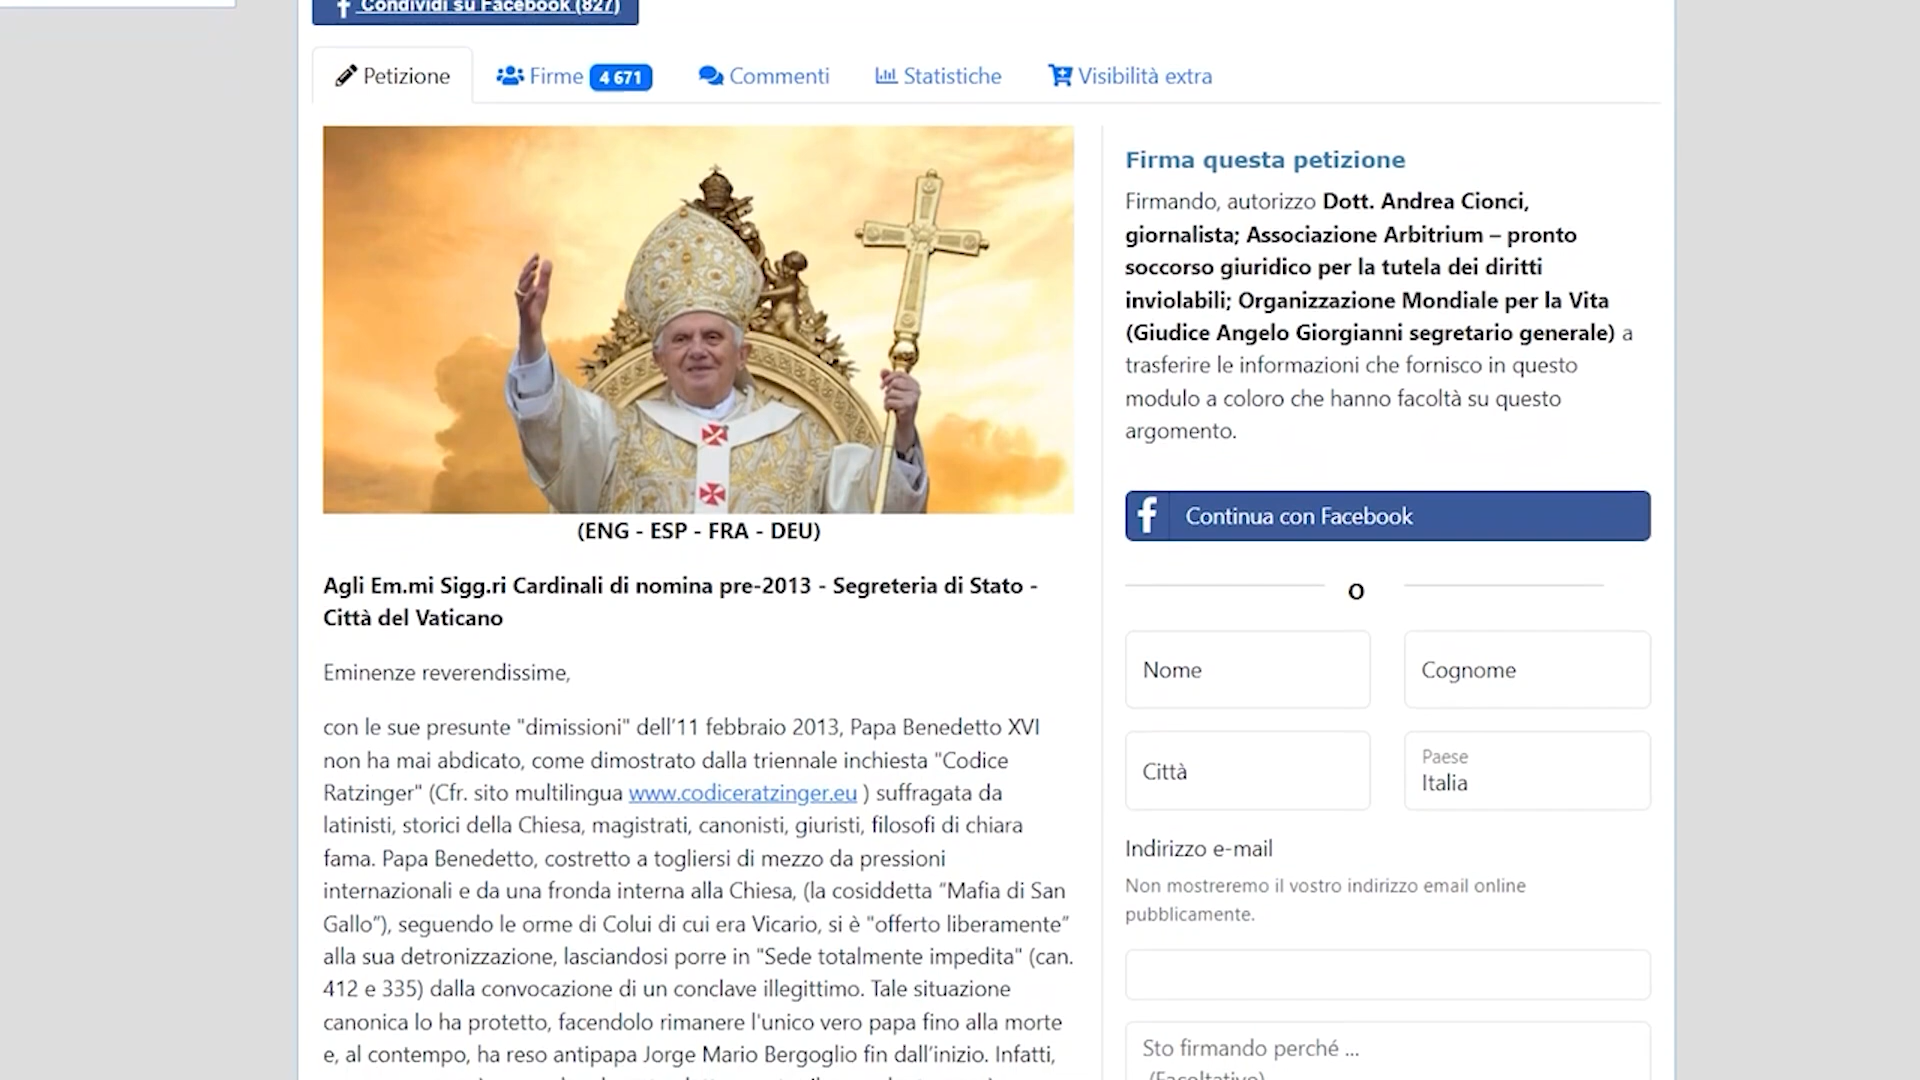 Condividi su Facebook (827)
Petizione
Firme 4 671
Commenti
Statistiche
Visibilità extra
(ENG - ESP - FRA - DEU)
Agli Em.mi Sigg.ri Cardinali di nomina pre-2013 - Segreteria di Stato -
Città del Vaticano
Eminenze reverendissime,
con le sue presunte "dimissioni" dell’11 febbraio 2013, Papa Benedetto XVI
non ha mai abdicato, come dimostrato dalla triennale inchiesta "Codice
Ratzinger" (Cfr. sito multilingua www.codiceratzinger.eu ) suffragata da
latinisti, storici della Chiesa, magistrati, canonisti, giuristi, filosofi di chiara
fama. Papa Benedetto, costretto a togliersi di mezzo da pressioni
internazionali e da una fronda interna alla Chiesa, (la cosiddetta “Mafia di San
Gallo”), seguendo le orme di Colui di cui era Vicario, si è "offerto liberamente”
alla sua detronizzazione, lasciandosi porre in "Sede totalmente impedita" (can.
412 e 335) dalla convocazione di un conclave illegittimo. Tale situazione
canonica lo ha protetto, facendolo rimanere l'unico vero papa fino alla morte
e, al contempo, ha reso antipapa Jorge Mario Bergoglio fin dall’inizio. Infatti,
Firma questa petizione
Firmando, autorizzo Dott. Andrea Cionci,
giornalista; Associazione Arbitrium – pronto
soccorso giuridico per la tutela dei diritti
inviolabili; Organizzazione Mondiale per la Vita
(Giudice Angelo Giorgianni segretario generale) a
trasferire le informazioni che fornisco in questo
modulo a coloro che hanno facoltà su questo
argomento.
Continua con Facebook
O
Nome
Cognome
Città
Paese
Italia
Indirizzo e-mail
Non mostreremo il vostro indirizzo email online
pubblicamente.
Sto firmando perché ...
(Facoltativo)